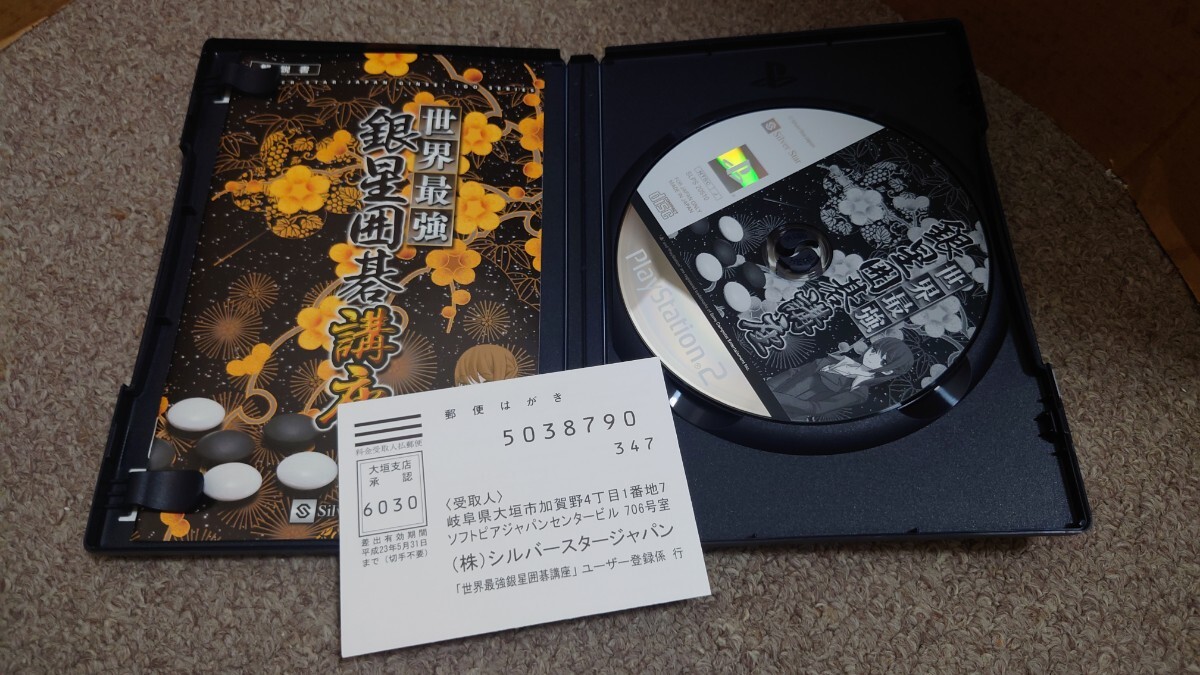 説明書
世界最強
銀星囲碁講座
Silver Star
PlayStation®2
世界最強
銀星囲碁講座
郵便はがき
5038790
347
料金受取人払郵便
大垣支店
承認
6030
差出有効期間
平成23年5月31日
まで(切手不要)
〈受取人〉
岐阜県大垣市加賀野4丁目1番地7
ソフトピアジャパンセンタービル 706号室
(株)シルバースタージャパン
「世界最強銀星囲碁講座」ユーザー登録係 行